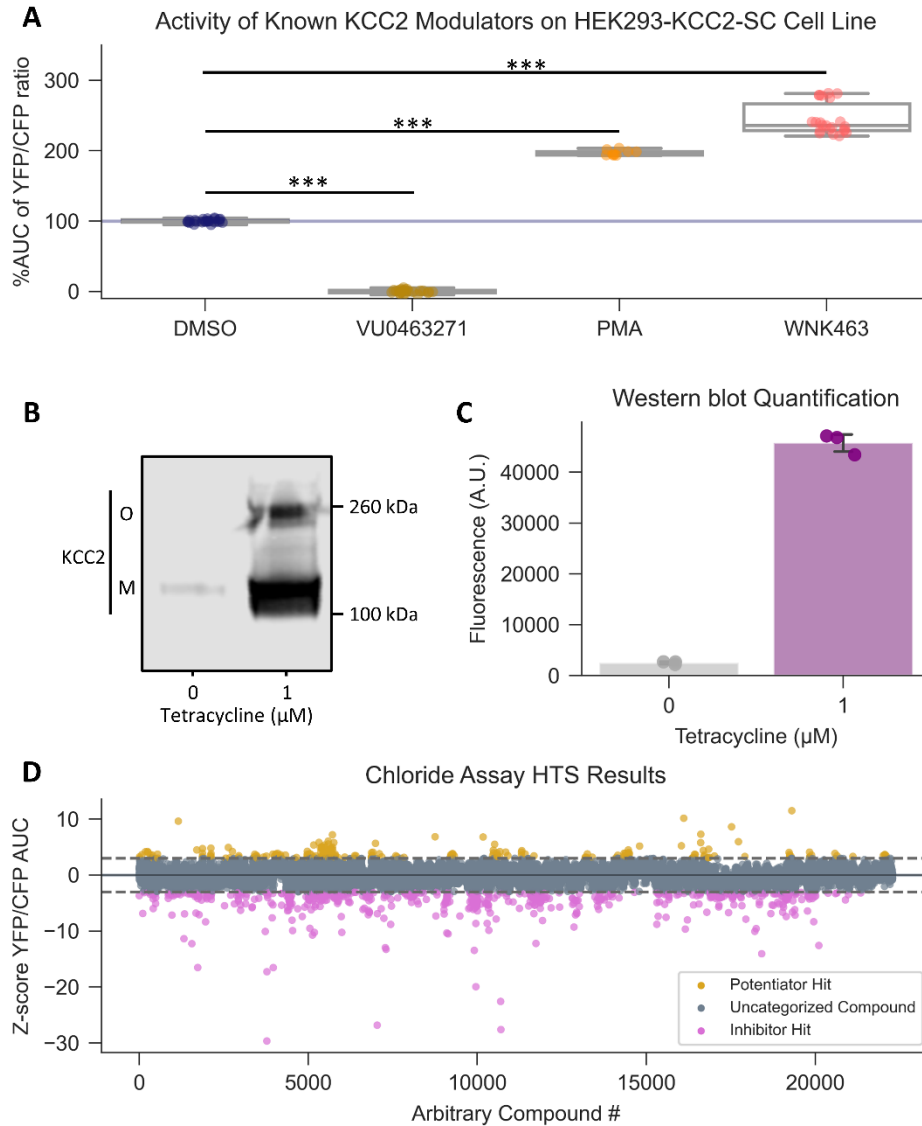 A
Activity of Known KCC2 Modulators on HEK293-KCC2-SC Cell Line
%AUC of YFP/CFP ratio
300
200
100
0
***
***
***
DMSO
VU0463271
PMA
WNK463
B
KCC2
O
M
260 kDa
100 kDa
0
1
Tetracycline (µM)
C
Western blot Quantification
Fluorescence (A.U.)
40000
30000
20000
10000
0
0
1
Tetracycline (µM)
D
Chloride Assay HTS Results
Z-score YFP/CFP AUC
10
0
−10
−20
−30
Potentiator Hit
Uncategorized Compound
Inhibitor Hit
0
5000
10000
15000
20000
Arbitrary Compound #